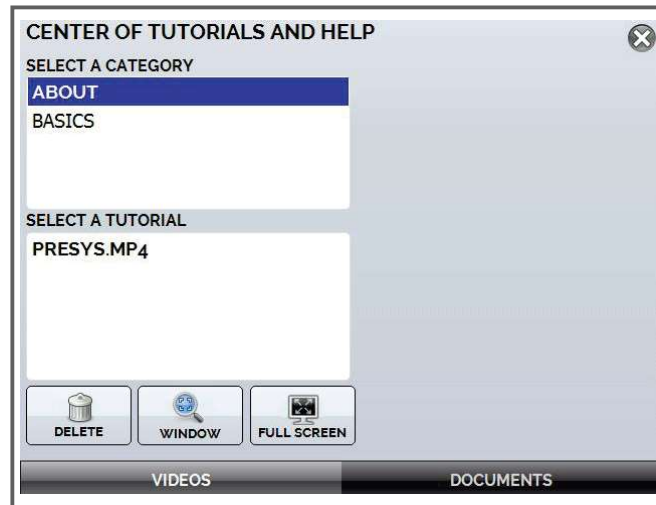 CENTER OF TUTORIALS AND HELP
SELECT A CATEGORY
ABOUT
BASICS
SELECT A TUTORIAL
PRESYS.MP4
DELETE
WINDOW
FULL SCREEN
VIDEOS
DOCUMENTS